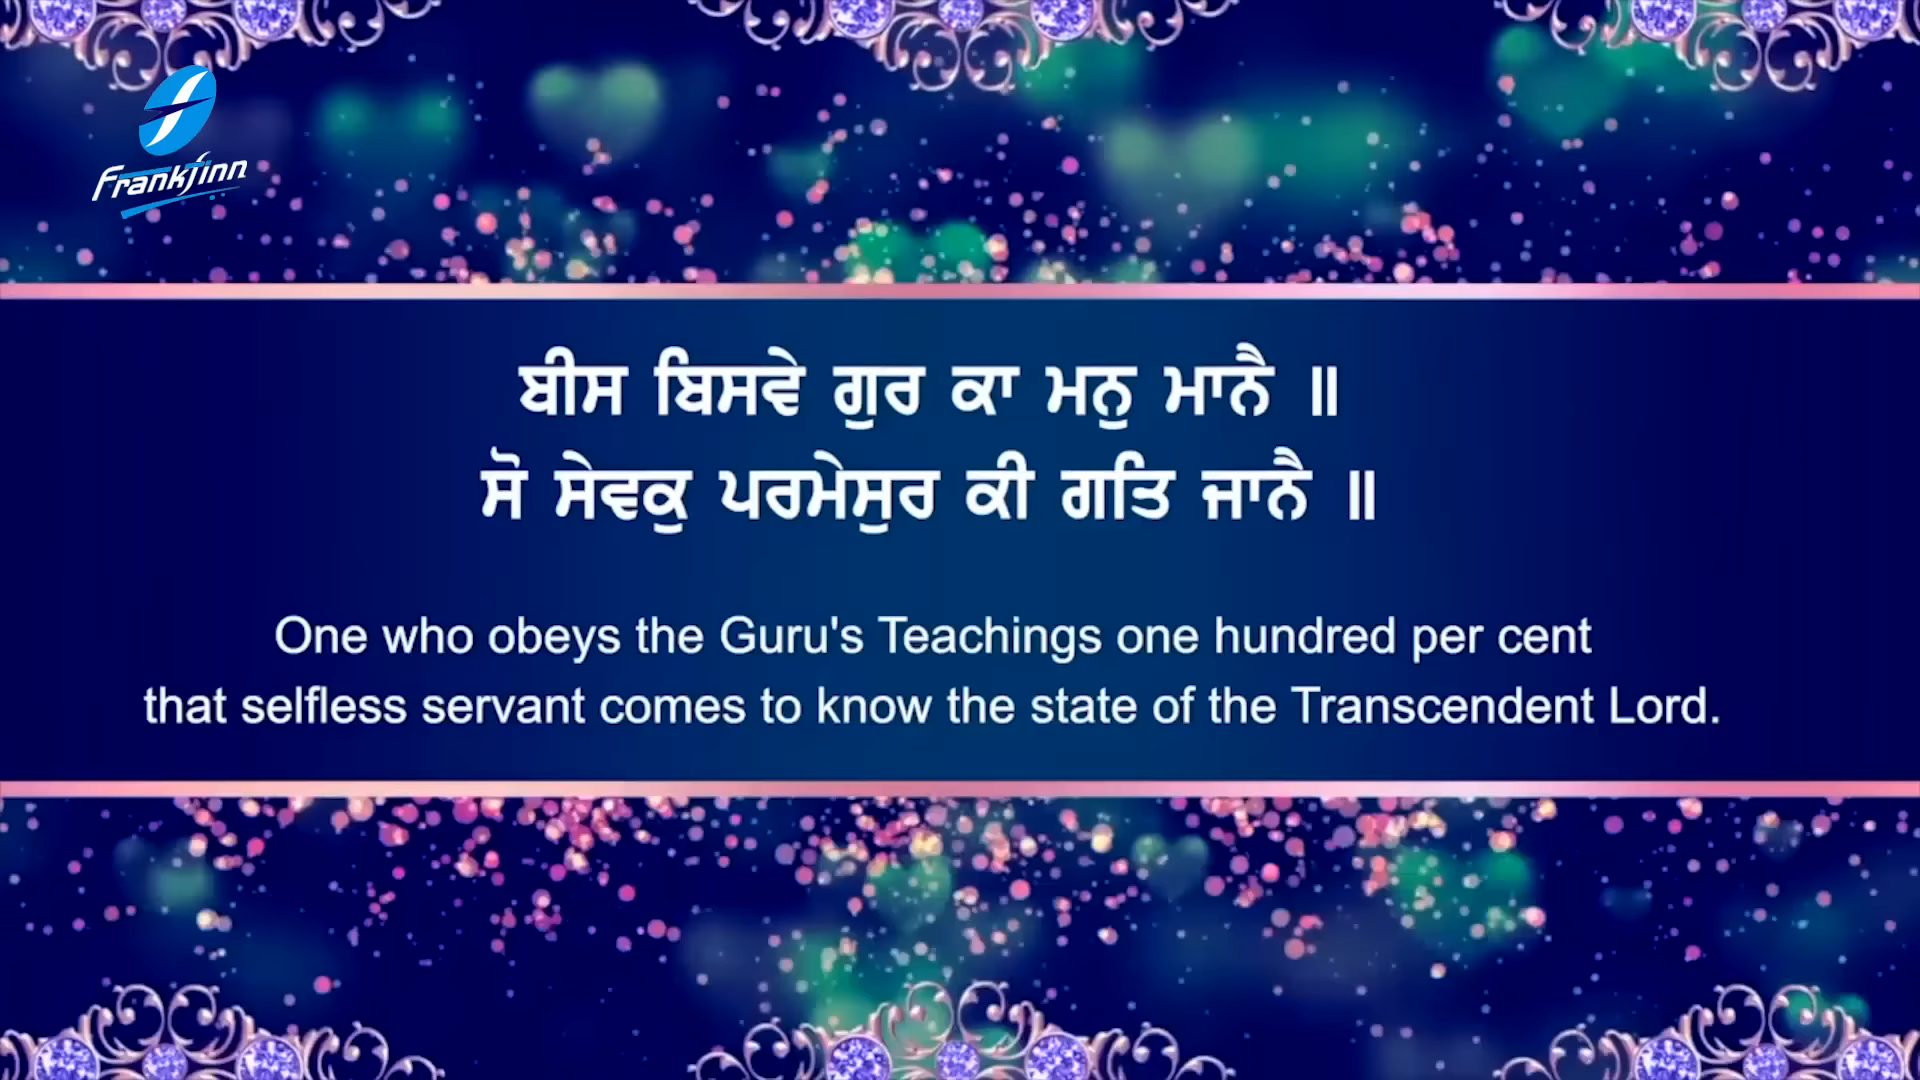 Frankfinn
ਬੀਸ ਬਿਸਵੇ ਗੁਰ ਕਾ ਮਨੁ ਮਾਨੈ ॥
ਸੋ ਸੇਵਕੁ ਪਰਮੇਸੁਰ ਕੀ ਗਤਿ ਜਾਨੈ ॥
One who obeys the Guru's Teachings one hundred per cent
that selfless servant comes to know the state of the Transcendent Lord.